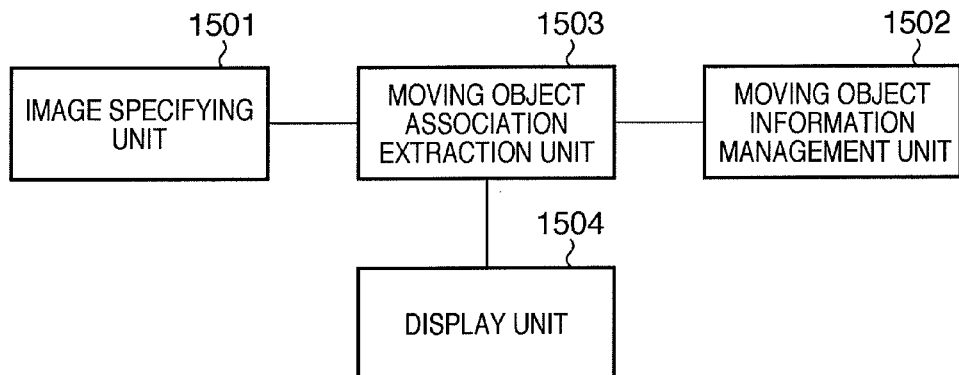 1501
IMAGE SPECIFYING
UNIT
1503
MOVING OBJECT
ASSOCIATION
EXTRACTION UNIT
1502
MOVING OBJECT
INFORMATION
MANAGEMENT UNIT
1504
DISPLAY UNIT